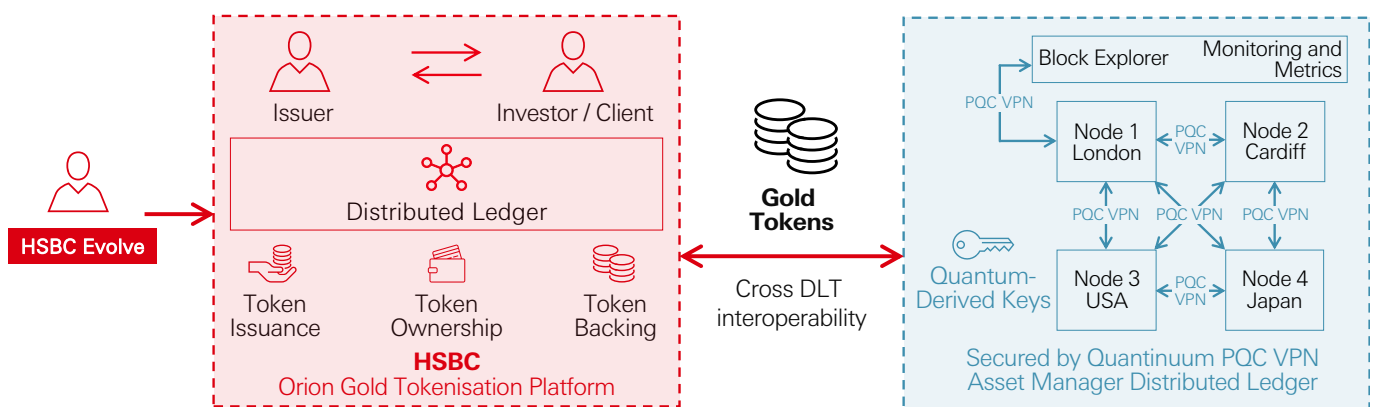 HSBC Evolve
Issuer
Investor / Client
Distributed Ledger
Token
Issuance
Token
Ownership
Token
Backing
HSBC
Orion Gold Tokenisation Platform
Gold
Tokens
Cross DLT
interoperability
Block Explorer
Monitoring and
Metrics
PQC VPN
Node 1
London
PQC
VPN
Node 2
Cardiff
PQC VPN
PQC VPN
PQC VPN
Quantum-
Derived Keys
Node 3
USA
PQC
VPN
Node 4
Japan
Secured by Quantinuum PQC VPN
Asset Manager Distributed Ledger